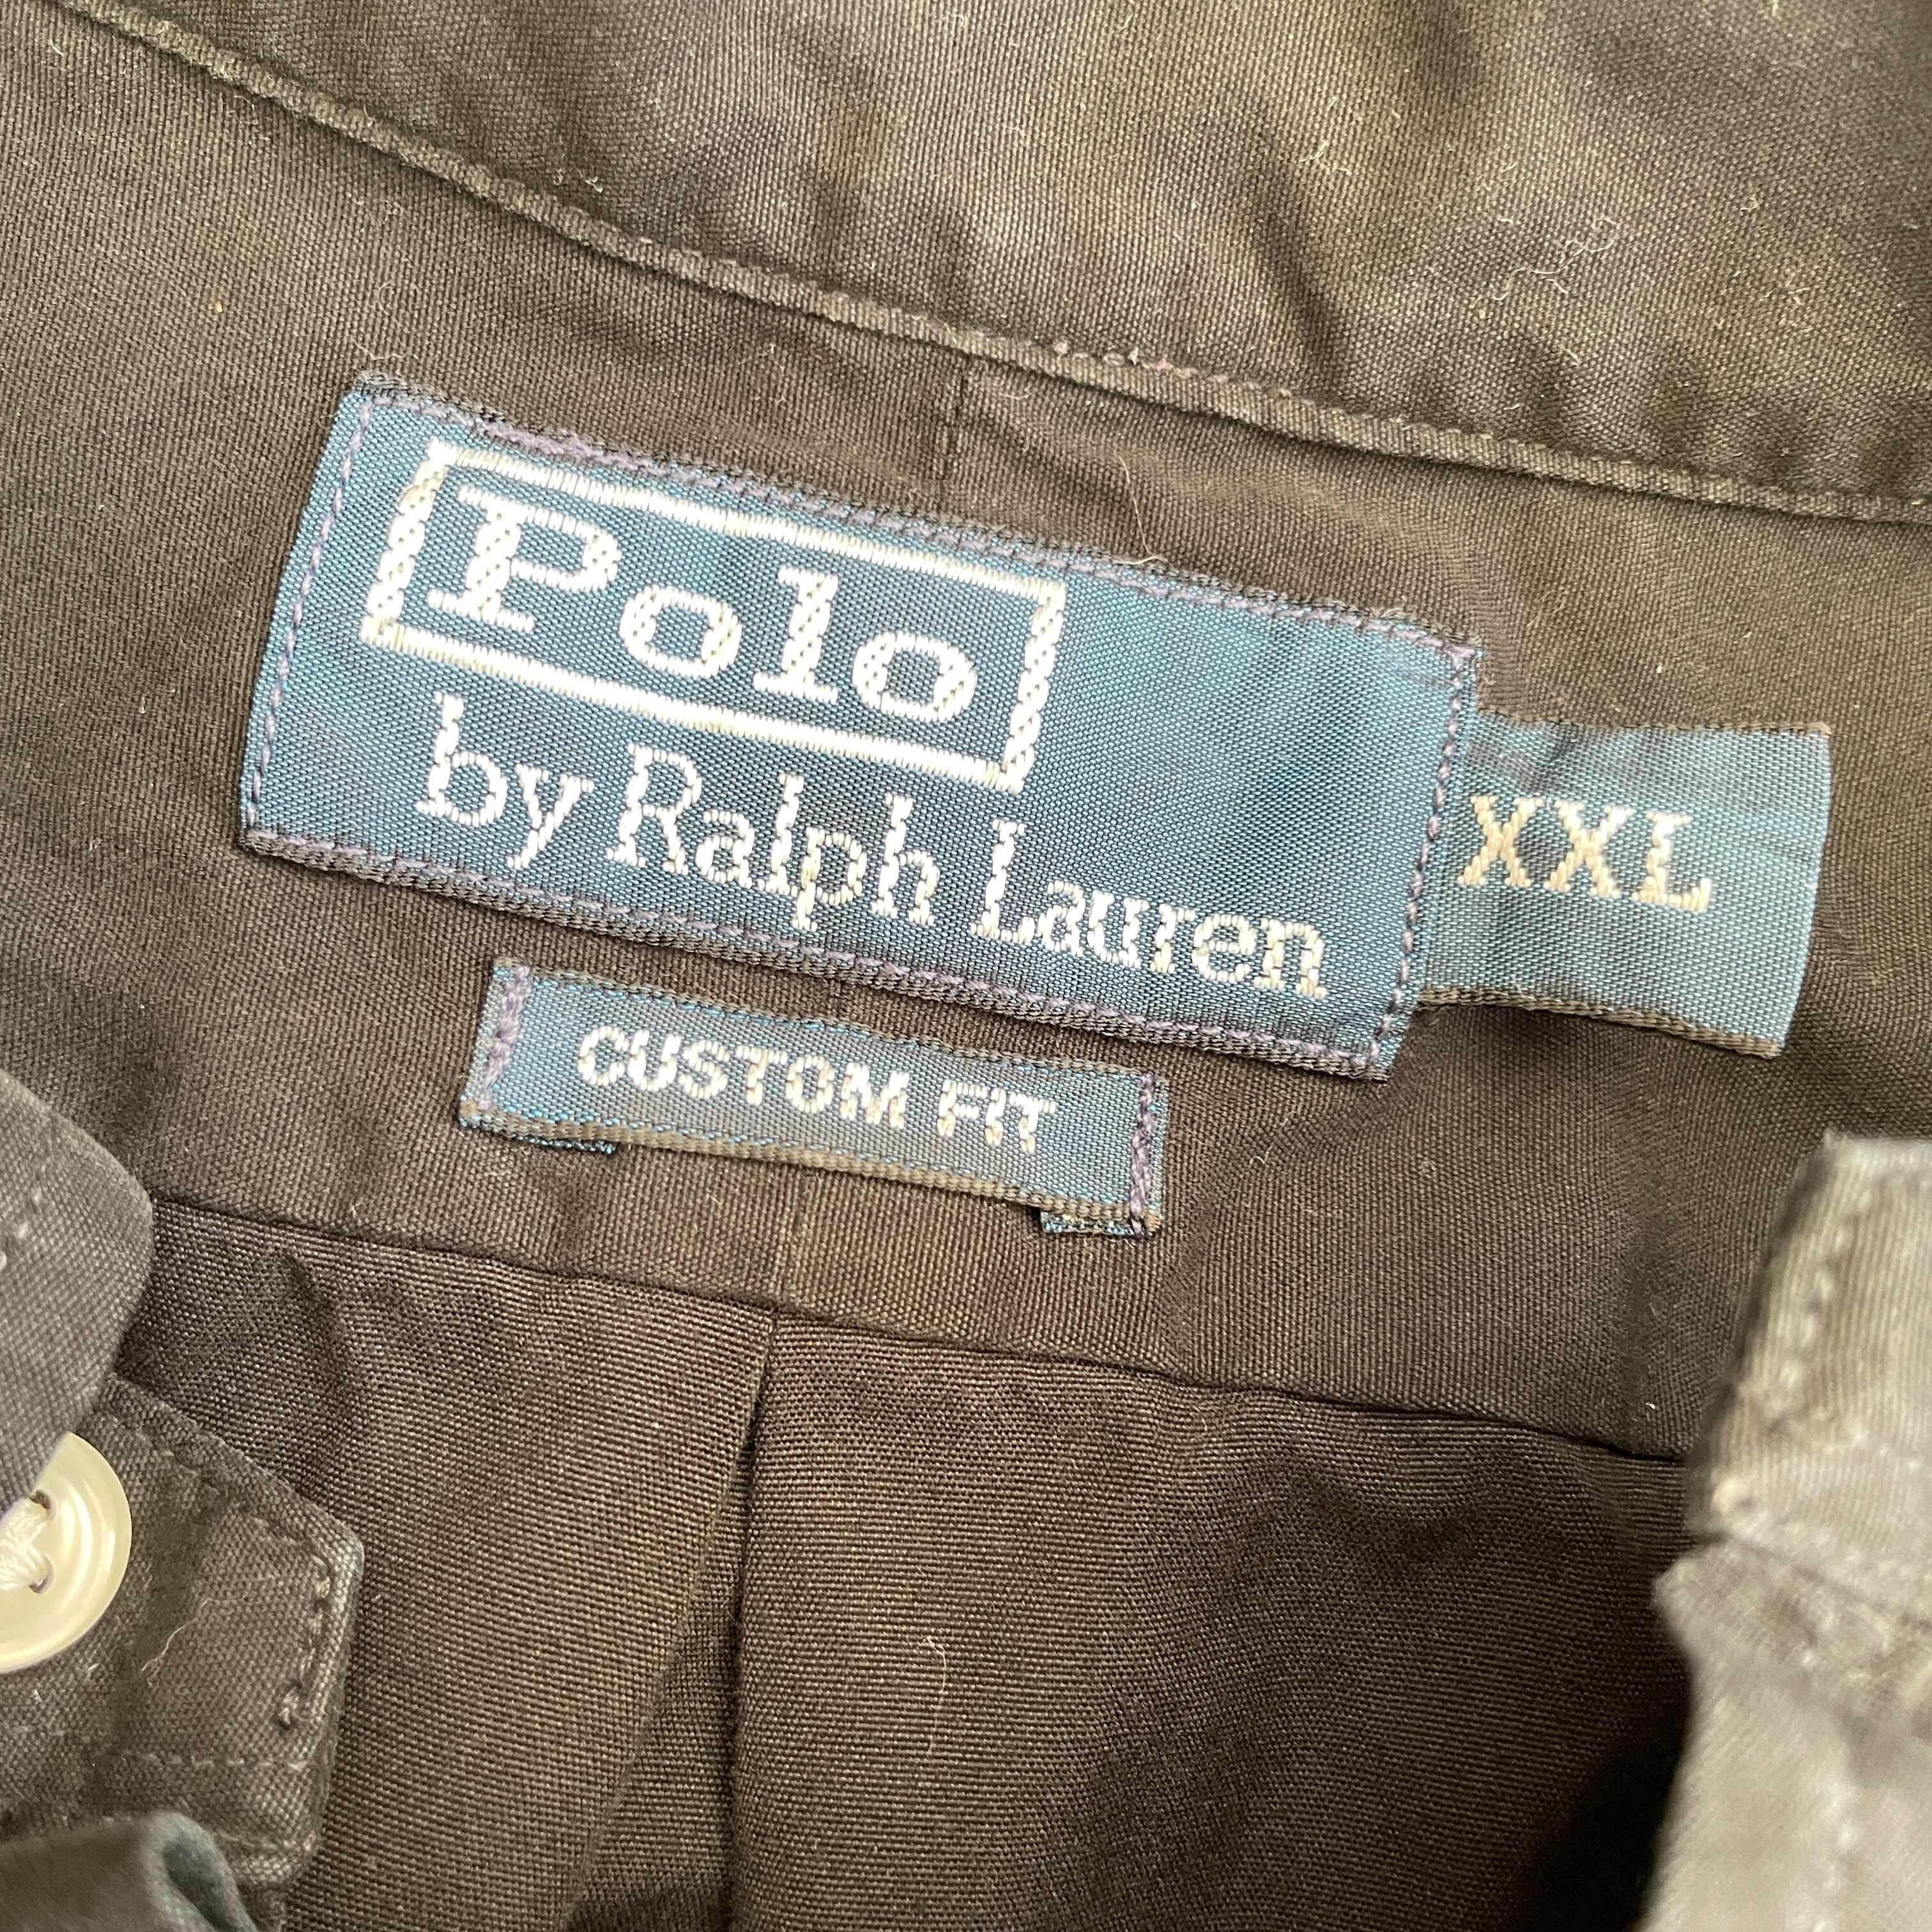 Polo
by Ralph Lauren
XXL
CUSTOM FIT